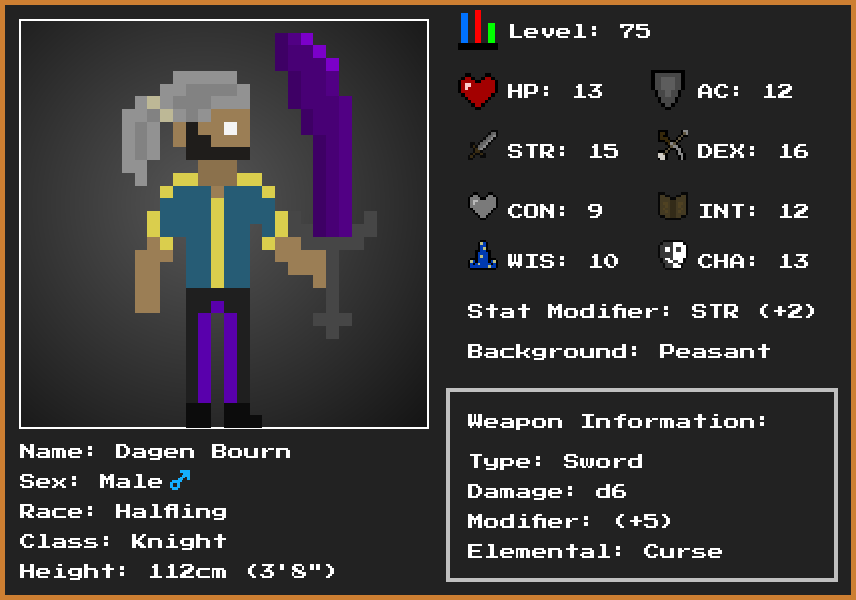 Level: 75
HP: 13 AC: 12
STR: 15 DEX: 16
CON: 9 INT: 12
WIS: 10 CHA: 13
Stat Modifier: STR (+2)
Background: Peasant
Weapon Information:
Type: Sword
Damage: d6
Modifier: (+5)
Elemental: Curse
Name: Dagen Bourn
Sex: Male ♂
Race: Halfling
Class: Knight
Height: 112cm (3'8")